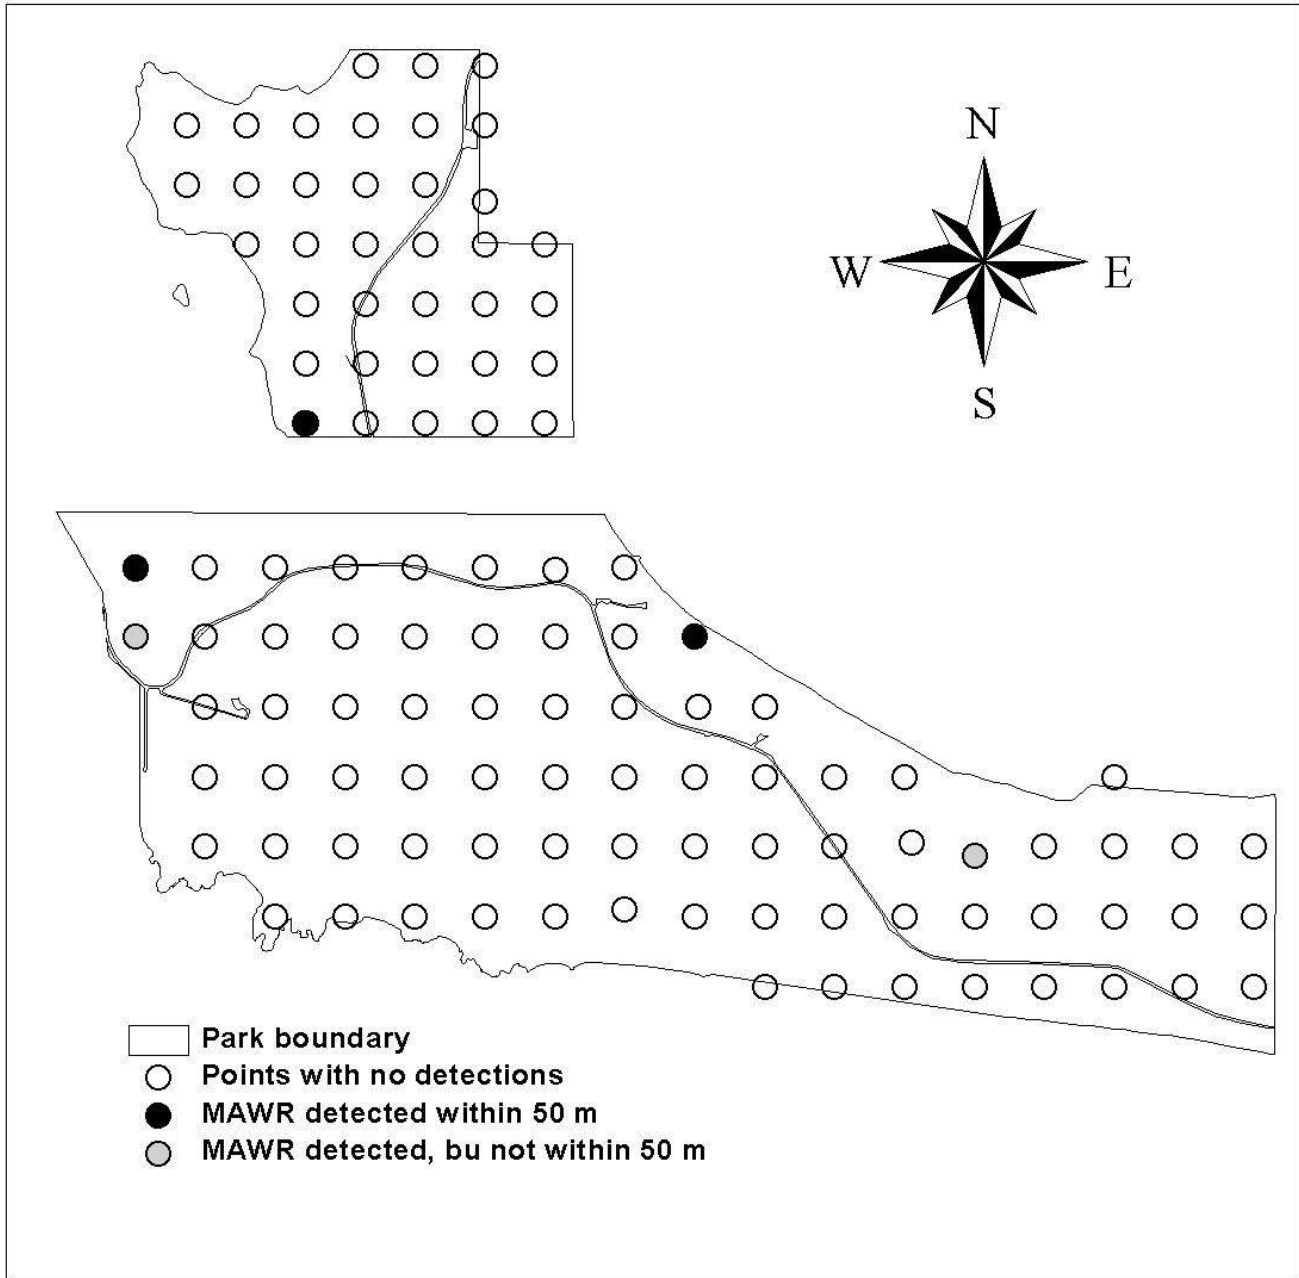 N
W
E
S
Park boundary
Points with no detections
MAWR detected within 50 m
MAWR detected, bu not within 50 m